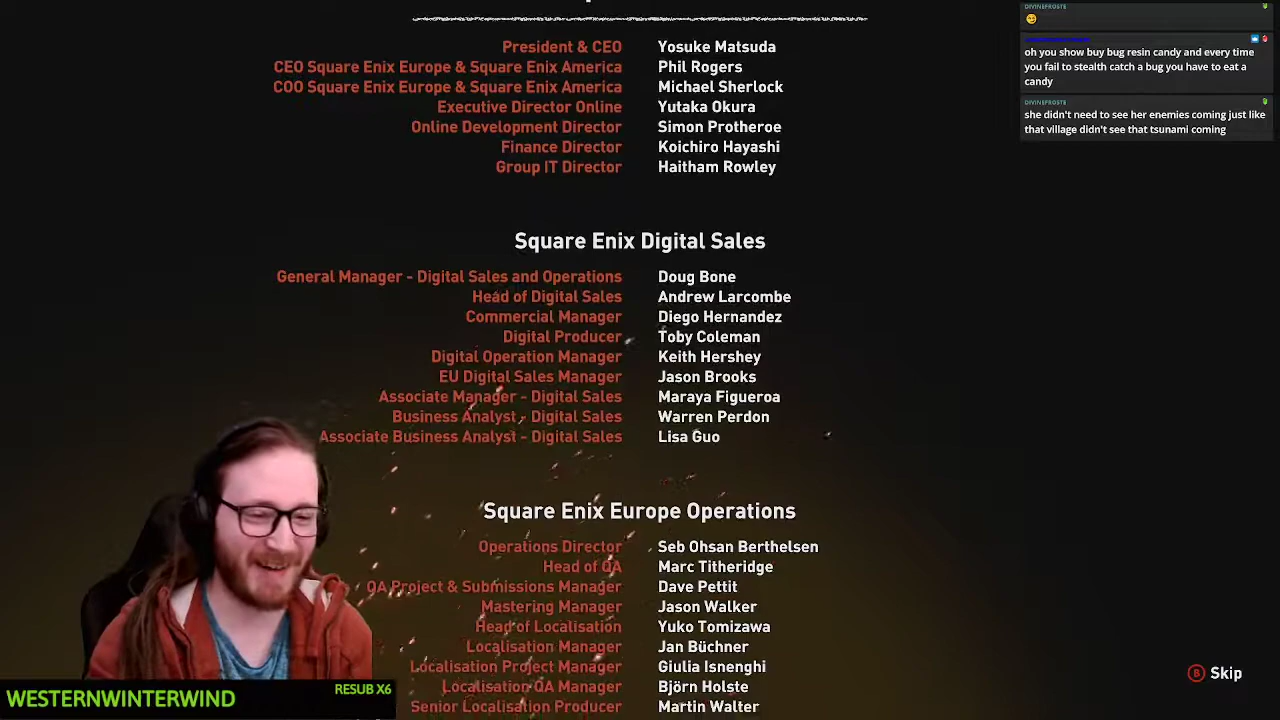 President & CEO Yosuke Matsuda
CEO Square Enix Europe & Square Enix America Phil Rogers
COO Square Enix Europe & Square Enix America Michael Sherlock
Executive Director Online Yutaka Okura
Online Development Director Simon Protheroe
Finance Director Koichiro Hayashi
Group IT Director Haitham Rowley
Square Enix Digital Sales
General Manager - Digital Sales and Operations Doug Bone
Head of Digital Sales Andrew Larcombe
Commercial Manager Diego Hernandez
Digital Producer Toby Coleman
Digital Operation Manager Keith Hershey
EU Digital Sales Manager Jason Brooks
Associate Manager - Digital Sales Maraya Figueroa
Business Analyst - Digital Sales Warren Perdon
Associate Business Analyst - Digital Sales Lisa Guo
Square Enix Europe Operations
Operations Director Seb Ohsan Berthelsen
Head of QA Marc Titheridge
QA Project & Submissions Manager Dave Pettit
Mastering Manager Jason Walker
Head of Localisation Yuko Tomizawa
Localisation Manager Jan Büchner
Localisation Project Manager Giulia Isnenghi
Localisation QA Manager Björn Holste
Senior Localisation Producer Martin Walter
DIVINEFROST8
oh you show buy bug resin candy and every time
you fail to stealth catch a bug you have to eat a
candy
DIVINEFROST8
she didn't need to see her enemies coming just like
that village didn't see that tsunami coming
B Skip
WESTERNWINTERWIND
RESUB X6